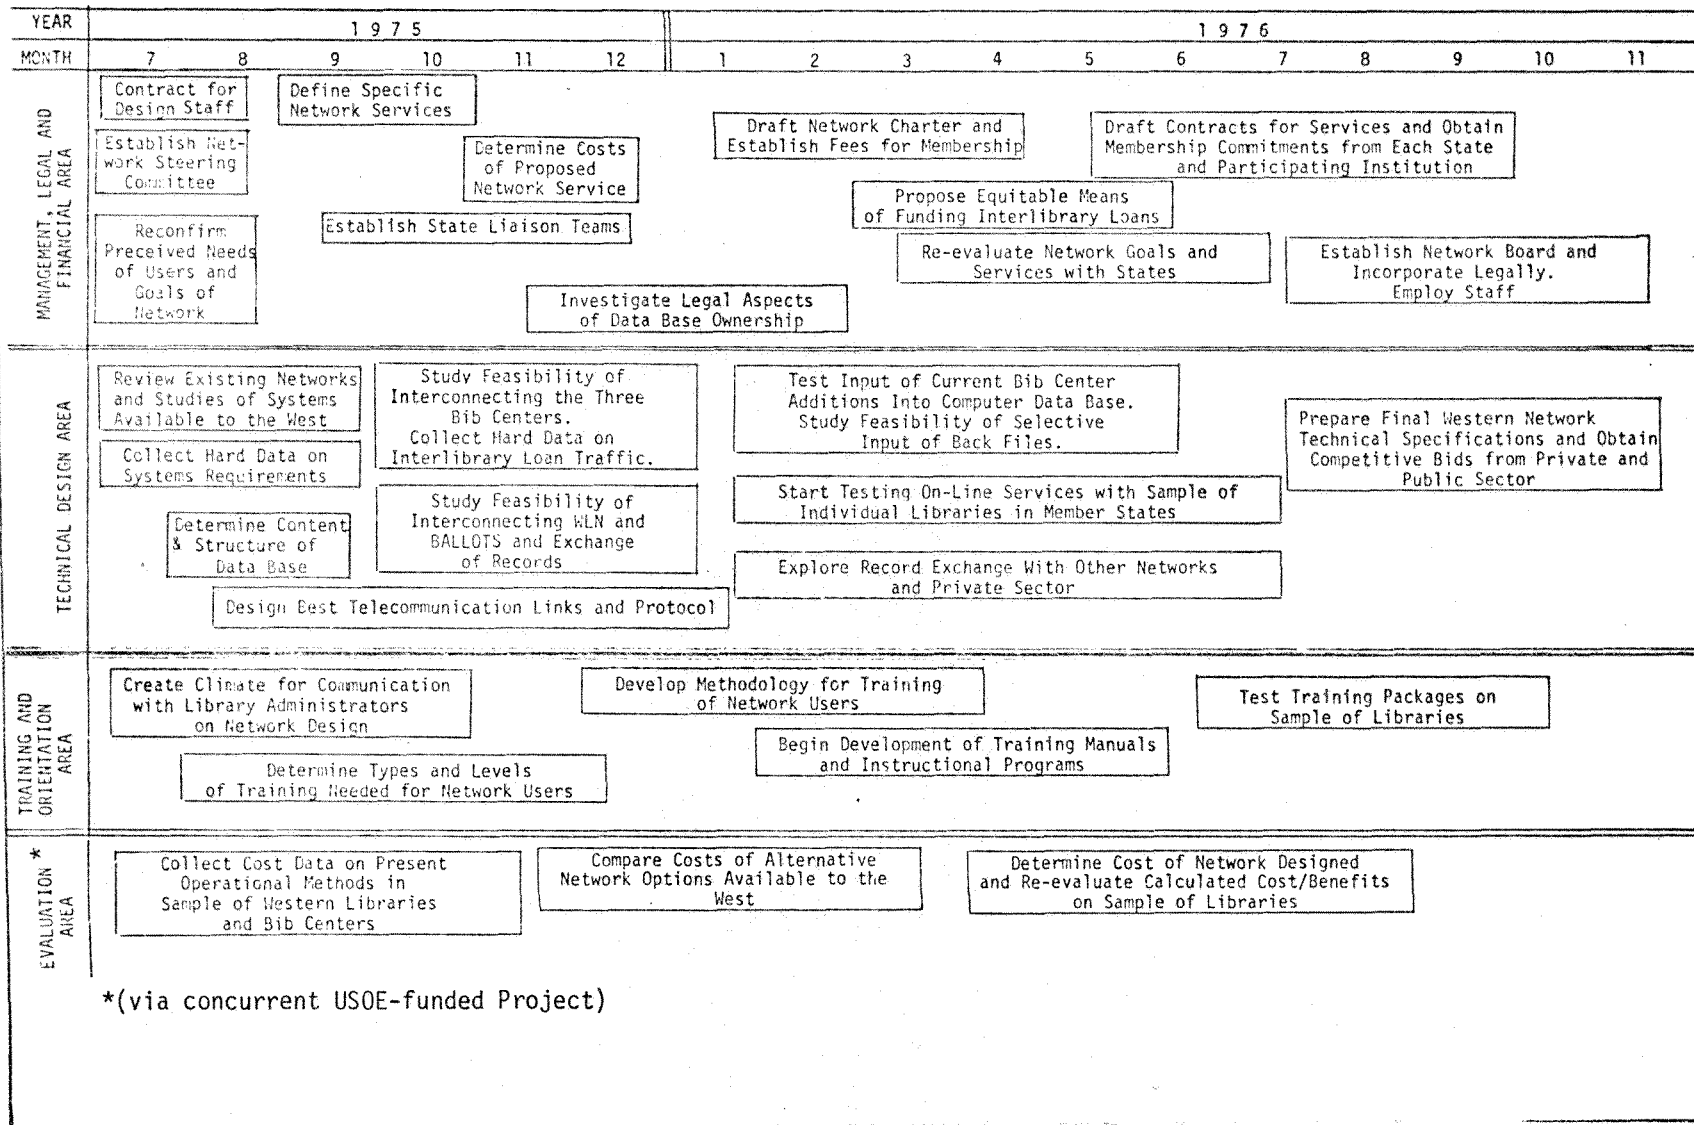 YEAR
1 9 7 5
1 9 7 6
MONTH
7 8 9 10 11 12 1 2 3 4 5 6 7 8 9 10 11
MANAGEMENT, LEGAL AND
FINANCIAL AREA
Contract for
Design Staff
Define Specific
Network Services
Establish Net-
work Steering
Committee
Determine Costs
of Proposed
Network Service
Draft Network Charter and
Establish Fees for Membership
Draft Contracts for Services and Obtain
Membership Commitments from Each State
and Participating Institution
Propose Equitable Means
of Funding Interlibrary Loans
Reconfirm
Preceived Needs
of Users and
Goals of
Network
Establish State Liaison Teams
Re-evaluate Network Goals and
Services with States
Establish Network Board and
Incorporate Legally.
Employ Staff
Investigate Legal Aspects
of Data Base Ownership
TECHNICAL DESIGN AREA
Review Existing Networks
and Studies of Systems
Available to the West
Study Feasibility of
Interconnecting the Three
Bib Centers.
Collect Hard Data on
Interlibrary Loan Traffic.
Test Input of Current Bib Center
Additions Into Computer Data Base.
Study Feasibility of Selective
Input of Back Files.
Prepare Final Western Network
Technical Specifications and Obtain
Competitive Bids from Private and
Public Sector
Collect Hard Data on
Systems Requirements
Study Feasibility of
Interconnecting WLN and
BALLOTS and Exchange
of Records
Start Testing On-Line Services with Sample of
Individual Libraries in Member States
Determine Content
& Structure of
Data Base
Explore Record Exchange With Other Networks
and Private Sector
Design Best Telecommunication Links and Protocol
TRAINING AND
ORIENTATION
AREA
Create Climate for Communication
with Library Administrators
on Network Design
Develop Methodology for Training
of Network Users
Test Training Packages on
Sample of Libraries
Determine Types and Levels
of Training Needed for Network Users
Begin Development of Training Manuals
and Instructional Programs
EVALUATION *
AREA
Collect Cost Data on Present
Operational Methods in
Sample of Western Libraries
and Bib Centers
Compare Costs of Alternative
Network Options Available to the
West
Determine Cost of Network Designed
and Re-evaluate Calculated Cost/Benefits
on Sample of Libraries
*(via concurrent USOE-funded Project)